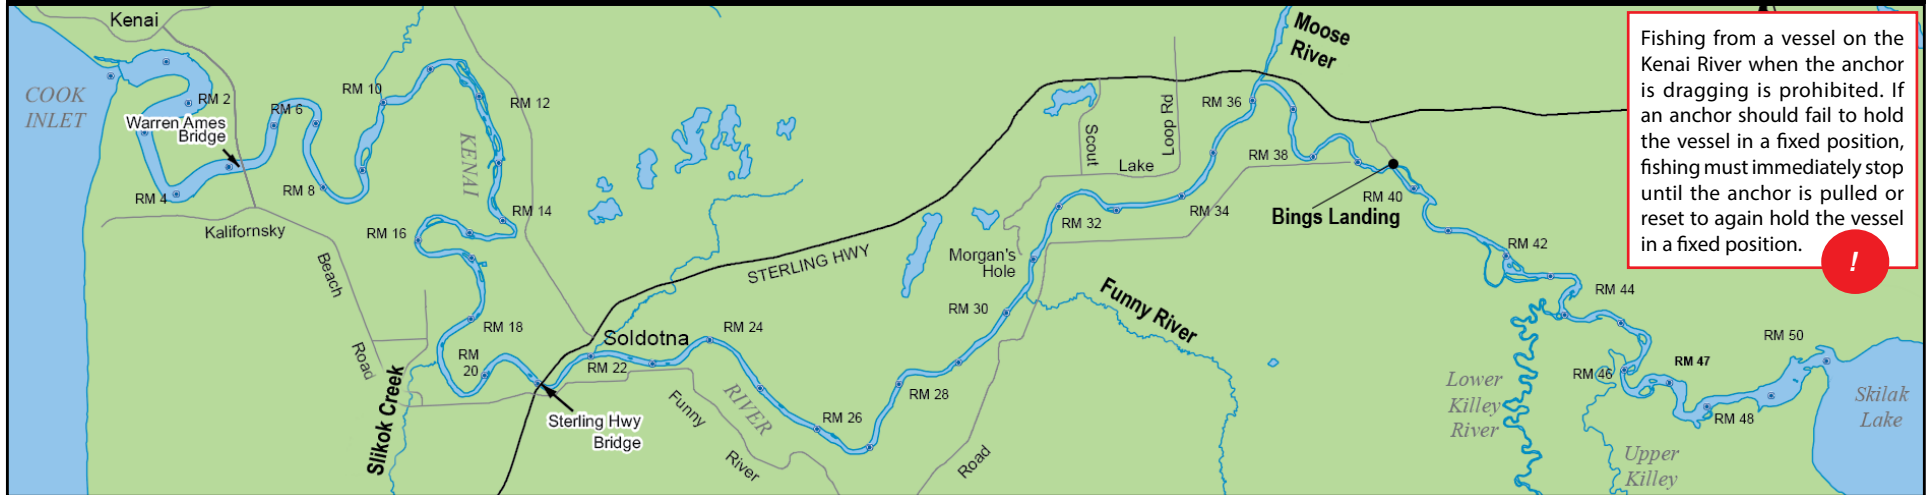 Kenai
COOK
INLET
RM 2
Warren Ames
Bridge
RM 4
RM 6
RM 8
RM 10
RM 12
KENAI
RM 14
RM 16
Kalifornsky
Beach
Road
RM 18
RM
20
Slikok Creek
Soldotna
RM 22
Sterling Hwy
Bridge
STERLING HWY
RM 24
RIVER
Funny
River
Road
RM 26
RM 28
RM 30
Morgan's
Hole
Funny River
RM 32
RM 34
Scout
Lake
Loop Rd
RM 36
Moose
River
RM 38
Bings Landing
RM 40
RM 42
RM 44
Lower
Killey
River
RM 46
RM 47
RM 48
RM 50
Upper
Killey
Skilak
Lake
Fishing from a vessel on the
Kenai River when the anchor
is dragging is prohibited. If
an anchor should fail to hold
the vessel in a fixed position,
fishing must immediately stop
until the anchor is pulled or
reset to again hold the vessel
in a fixed position.
!